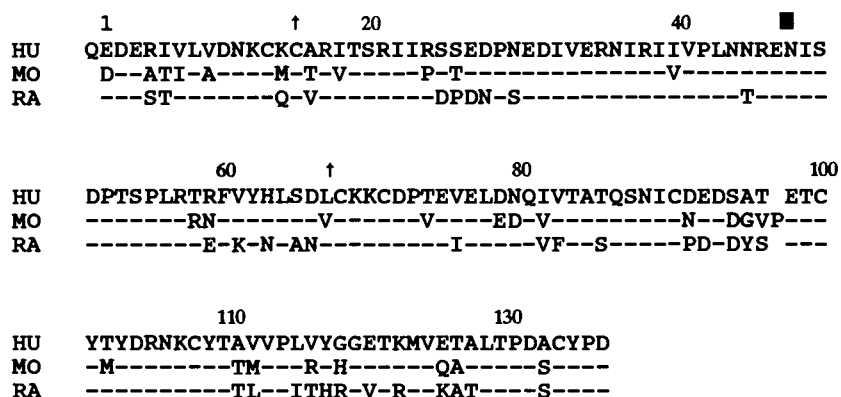 1 ↑ 20 40 ■
HU QEDERIVLVDNKCKCARITSRIIRSSEDPNEDIVERNIRIIVPLNNRENIS
MO D--ATI-A----M-T-V-----P-T--------------V----------
RA ---ST-------Q-V--------DPDN-S---------------T-----
60 ↑ 80 100
HU DPTSPLRTRFVYHLSDLCKKCDPTEVELDNQIVTATQSNICDEDSAT ETC
MO -------RN-------V------V----ED-V---------N--DGVP---
RA --------E-K-N-AN---------I-----VF---S-----PD-DYS ---
110 130
HU YTYDRNKCYTAVVPLVYGGETKMVETALTPDACYPD
MO -M--------TM---R-H------QA-----S----
RA ----------TL--ITHR-V-R--KAT----S----